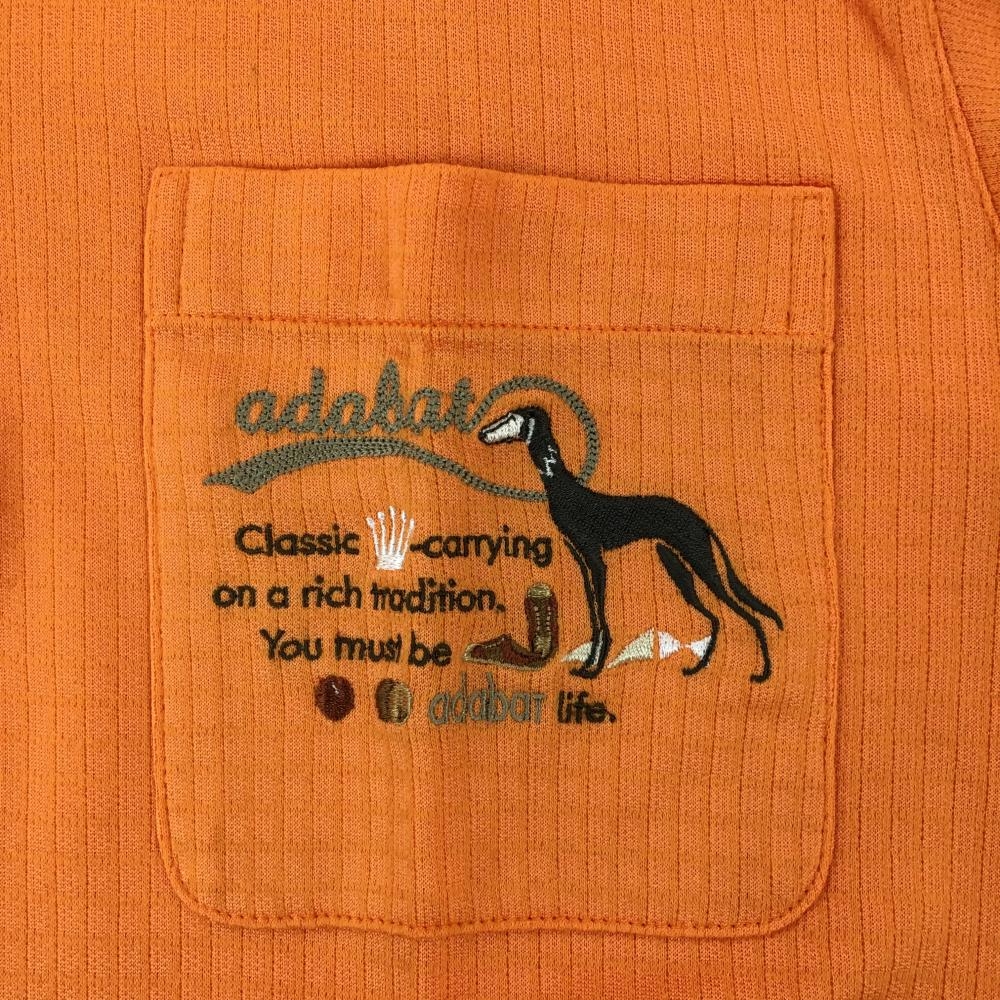 adabat
Classic -carrying
on a rich tradition.
You must be
adabat life.